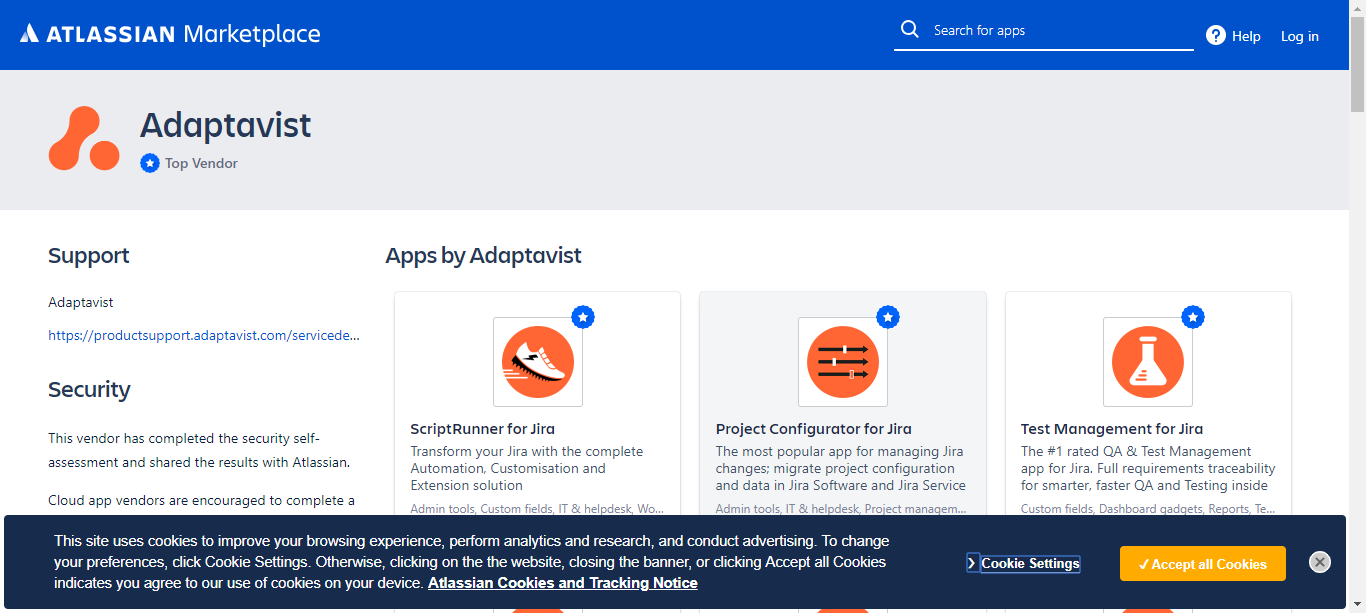 ATLASSIAN Marketplace
Search for apps
Help
Log in
Adaptavist
Top Vendor
Support
Adaptavist
https://productsupport.adaptavist.com/servicede...
Security
This vendor has completed the security self-
assessment and shared the results with Atlassian.
Cloud app vendors are encouraged to complete a
Apps by Adaptavist
ScriptRunner for Jira
Transform your Jira with the complete
Automation, Customisation and
Extension solution
Admin tools, Custom fields, IT & helpdesk, Wo...
Project Configurator for Jira
The most popular app for managing Jira
changes; migrate project configuration
and data in Jira Software and Jira Service
Admin tools, IT & helpdesk, Project managem...
Test Management for Jira
The #1 rated QA & Test Management
app for Jira. Full requirements traceability
for smarter, faster QA and Testing inside
Custom fields, Dashboard gadgets, Reports, Te...
This site uses cookies to improve your browsing experience, perform analytics and research, and conduct advertising. To change
your preferences, click Cookie Settings. Otherwise, clicking on the the website, closing the banner, or clicking Accept all Cookies
indicates you agree to our use of cookies on your device. Atlassian Cookies and Tracking Notice
❯ Cookie Settings
✓Accept all Cookies